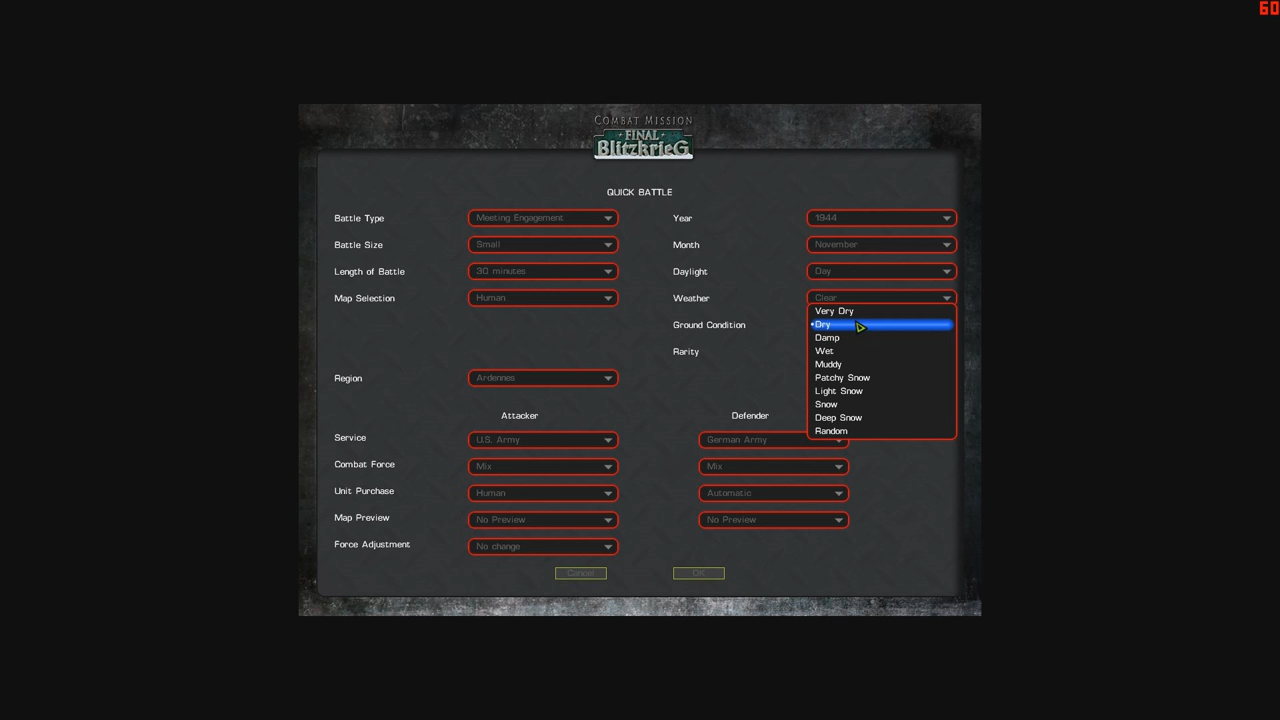 60
COMBAT MISSION
FINAL
BLITZKRIEG
QUICK BATTLE
Battle Type Meeting Engagement Year 1944
Battle Size Small Month November
Length of Battle 30 minutes Daylight Day
Map Selection Human Weather Clear
Very Dry
Ground Condition •Dry
Damp
Rarity Wet
Muddy
Region Ardennes Patchy Snow
Light Snow
Snow
Attacker Defender Deep Snow
Random
Service U.S. Army German Army
Combat Force Mix Mix
Unit Purchase Human Automatic
Map Preview No Preview No Preview
Force Adjustment No change
Cancel OK